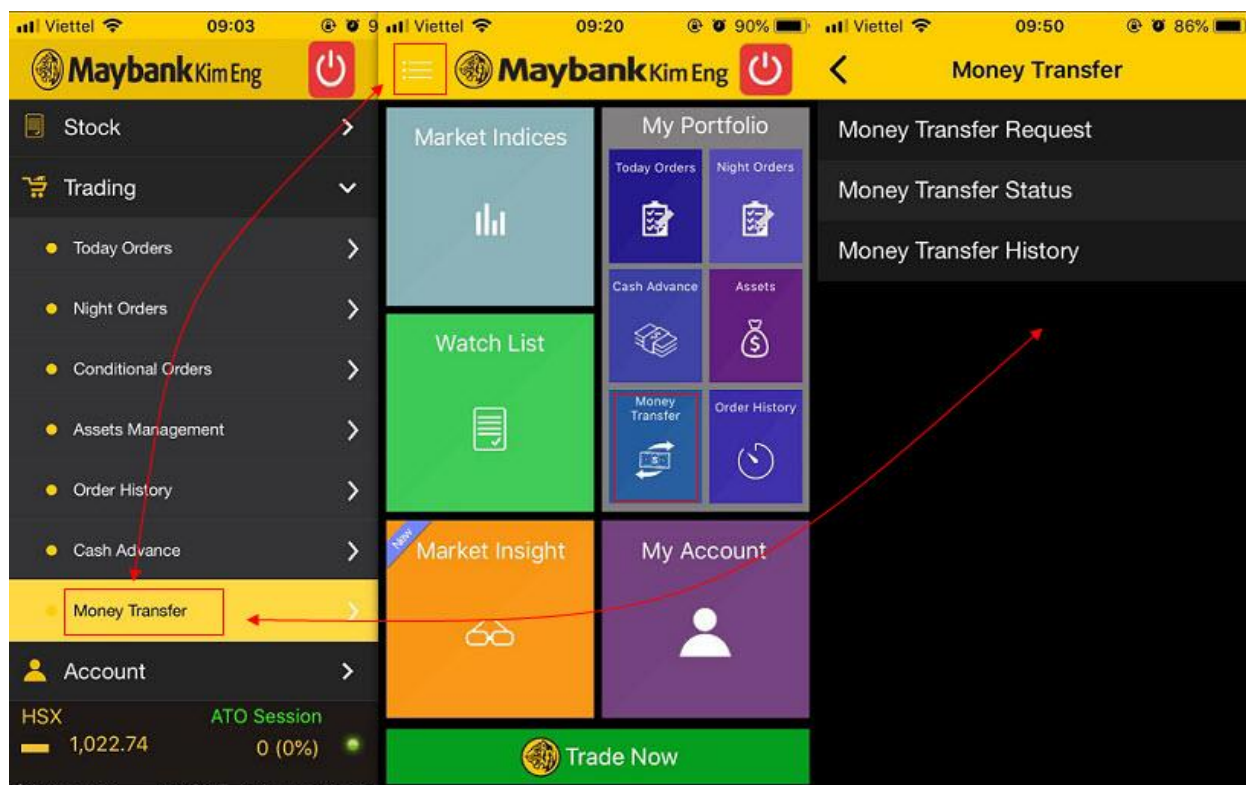 Viettel 09:03 9
Maybank Kim Eng
Stock
Trading
Today Orders
Night Orders
Conditional Orders
Assets Management
Order History
Cash Advance
Money Transfer
Account
HSX ATO Session
1,022.74 0 (0%)
Viettel 09:20 90%
Maybank Kim Eng
Market Indices
My Portfolio
Today Orders
Night Orders
Cash Advance
Assets
Watch List
Money
Transfer
Order History
New
Market Insight
My Account
Trade Now
Viettel 09:50 86%
Money Transfer
Money Transfer Request
Money Transfer Status
Money Transfer History